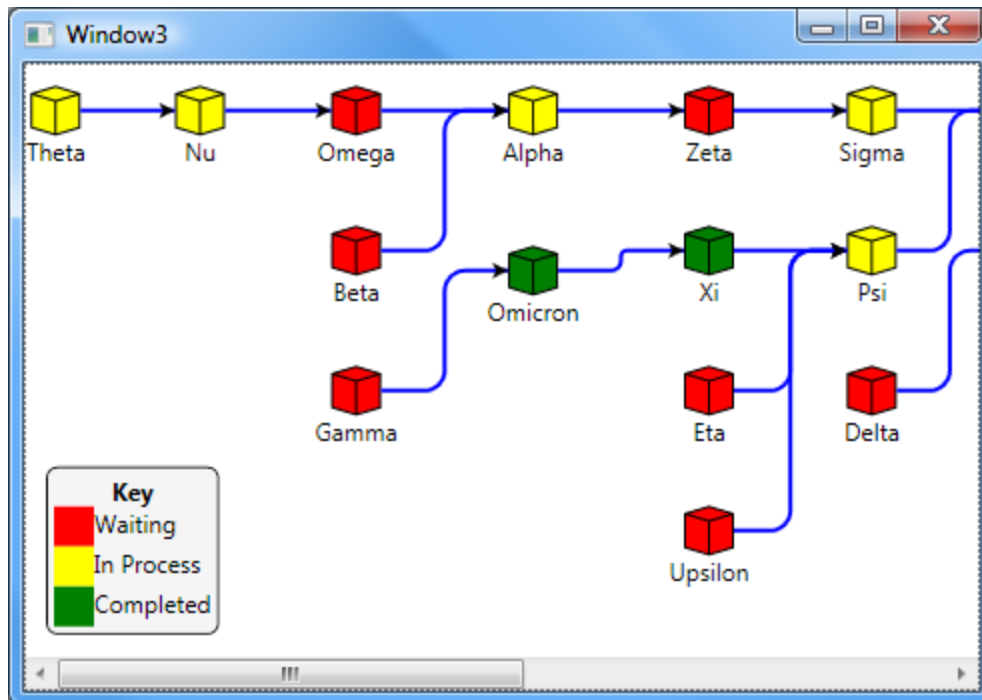 Window3
Theta
Nu
Omega
Alpha
Zeta
Sigma
Beta
Omicron
Xi
Psi
Gamma
Eta
Delta
Upsilon
Key
Waiting
In Process
Completed